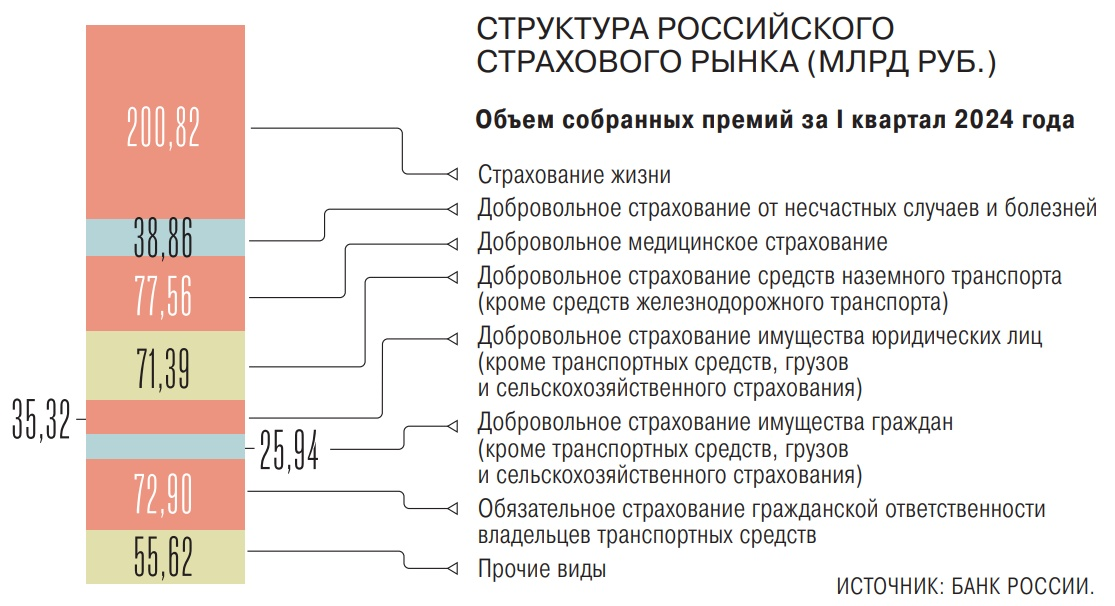 СТРУКТУРА РОССИЙСКОГО
СТРАХОВОГО РЫНКА (МЛРД РУБ.)
Объем собранных премий за I квартал 2024 года
200,82
38,86
77,56
71,39
35,32
25,94
72,90
55,62
Страхование жизни
Добровольное страхование от несчастных случаев и болезней
Добровольное медицинское страхование
Добровольное страхование средств наземного транспорта
(кроме средств железнодорожного транспорта)
Добровольное страхование имущества юридических лиц
(кроме транспортных средств, грузов
и сельскохозяйственного страхования)
Добровольное страхование имущества граждан
(кроме транспортных средств, грузов
и сельскохозяйственного страхования)
Обязательное страхование гражданской ответственности
владельцев транспортных средств
Прочие виды
ИСТОЧНИК: БАНК РОССИИ.